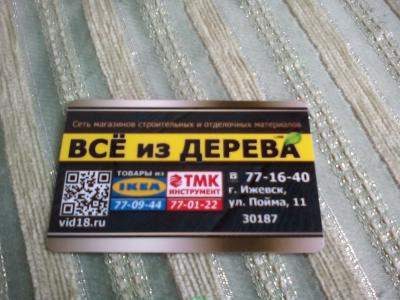 Сеть магазинов строительных и отделочных материалов
ВСЁ из ДЕРЕВА
ТОВАРЫ из
IKEA
77-09-44
ТМК
ИНСТРУМЕНТ
77-01-22
в 77-16-40
г. Ижевск,
ул. Пойма, 11
30187
vid18.ru